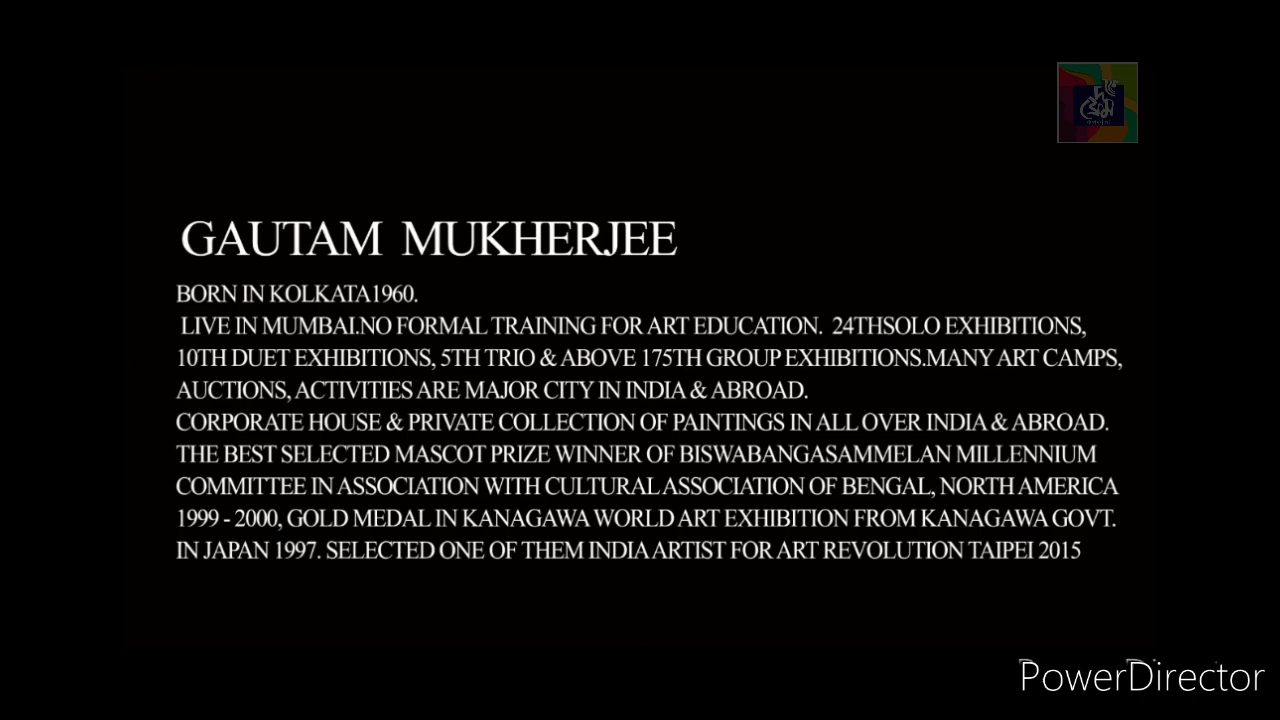 GAUTAM MUKHERJEE
BORN IN KOLKATA1960.
LIVE IN MUMBAI.NO FORMAL TRAINING FOR ART EDUCATION. 24THSOLO EXHIBITIONS,
10TH DUET EXHIBITIONS, 5TH TRIO & ABOVE 175TH GROUP EXHIBITIONS.MANY ART CAMPS,
AUCTIONS, ACTIVITIES ARE MAJOR CITY IN INDIA & ABROAD.
CORPORATE HOUSE & PRIVATE COLLECTION OF PAINTINGS IN ALL OVER INDIA & ABROAD.
THE BEST SELECTED MASCOT PRIZE WINNER OF BISWABANGASAMMELAN MILLENNIUM
COMMITTEE IN ASSOCIATION WITH CULTURAL ASSOCIATION OF BENGAL, NORTH AMERICA
1999 - 2000, GOLD MEDAL IN KANAGAWA WORLD ART EXHIBITION FROM KANAGAWA GOVT.
IN JAPAN 1997. SELECTED ONE OF THEM INDIA ARTIST FOR ART REVOLUTION TAIPEI 2015
PowerDirector